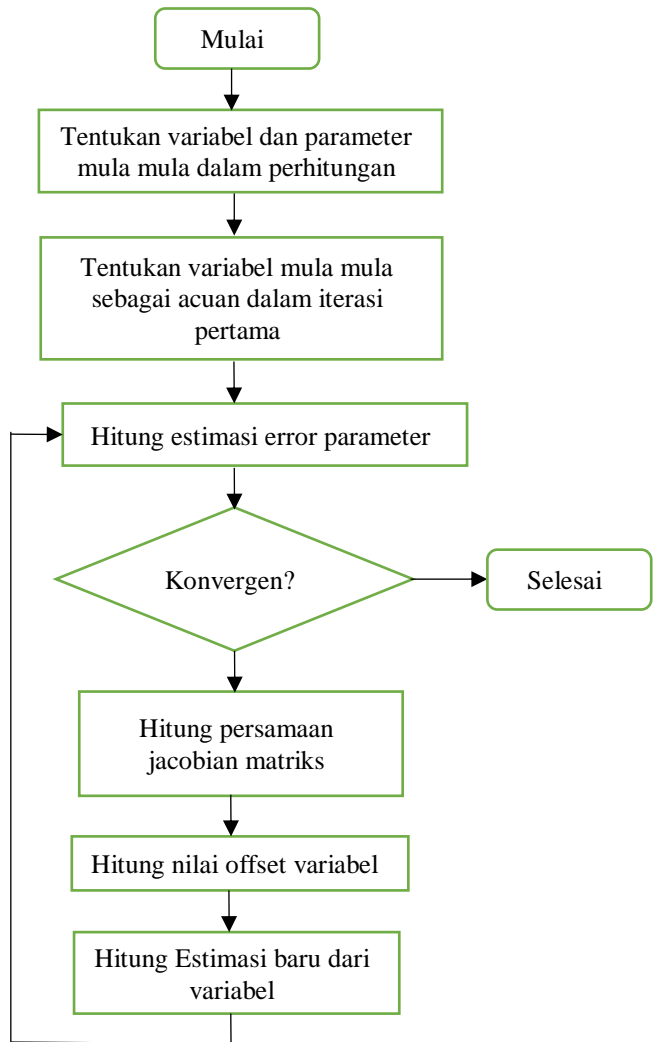 Mulai
Tentukan variabel dan parameter
mula mula dalam perhitungan
Tentukan variabel mula mula
sebagai acuan dalam iterasi
pertama
Hitung estimasi error parameter
Konvergen?
Selesai
Hitung persamaan
jacobian matriks
Hitung nilai offset variabel
Hitung Estimasi baru dari
variabel